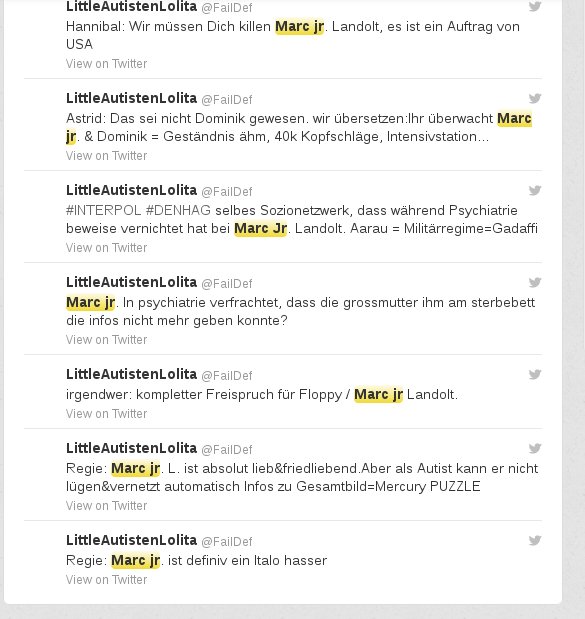 LittleAutistenLolita @FailDef
Hannibal: Wir müssen Dich killen Marc jr. Landolt, es ist ein Auftrag von
USA
View on Twitter
LittleAutistenLolita @FailDef
Astrid: Das sei nicht Dominik gewesen. wir übersetzen:Ihr überwacht Marc
jr. & Dominik = Geständnis ähm, 40k Kopfschläge, Intensivstation...
View on Twitter
LittleAutistenLolita @FailDef
#INTERPOL #DENHAG selbes Sozionetzwerk, dass während Psychiatrie
beweise vernichtet hat bei Marc Jr. Landolt. Aarau = Militärregime=Gadaffi
View on Twitter
LittleAutistenLolita @FailDef
Marc jr. In psychiatrie verfrachtet, dass die grossmutter ihm am sterbebett
die infos nicht mehr geben konnte?
View on Twitter
LittleAutistenLolita @FailDef
irgendwer: kompletter Freispruch für Floppy / Marc jr Landolt.
View on Twitter
LittleAutistenLolita @FailDef
Regie: Marc jr. L. ist absolut lieb&friedliebend.Aber als Autist kann er nicht
lügen&vernetzt automatisch Infos zu Gesamtbild=Mercury PUZZLE
View on Twitter
LittleAutistenLolita @FailDef
Regie: Marc jr. ist definiv ein Italo hasser
View on Twitter